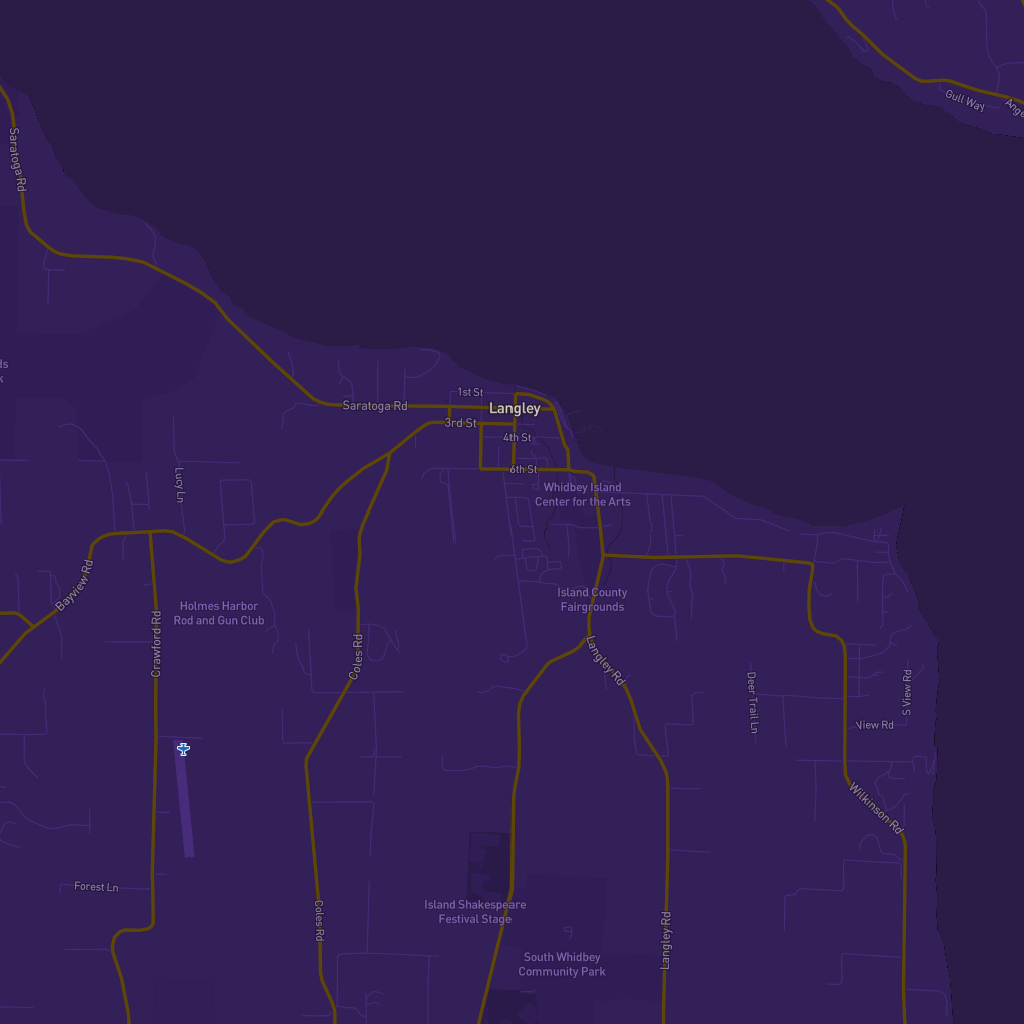 Gull Way
Ange
Saratoga Rd
ds
k
1st St
Saratoga Rd
Langley
3rd St
4th St
6th St
Lucy Ln
Whidbey Island
Center for the Arts
Bayview Rd
Holmes Harbor
Rod and Gun Club
Island County
Fairgrounds
Crawford Rd
Coles Rd
Langley Rd
Deer Trail Ln
S View Rd
View Rd
Wilkinson Rd
Forest Ln
Island Shakespeare
Festival Stage
Coles Rd
Langley Rd
South Whidbey
Community Park